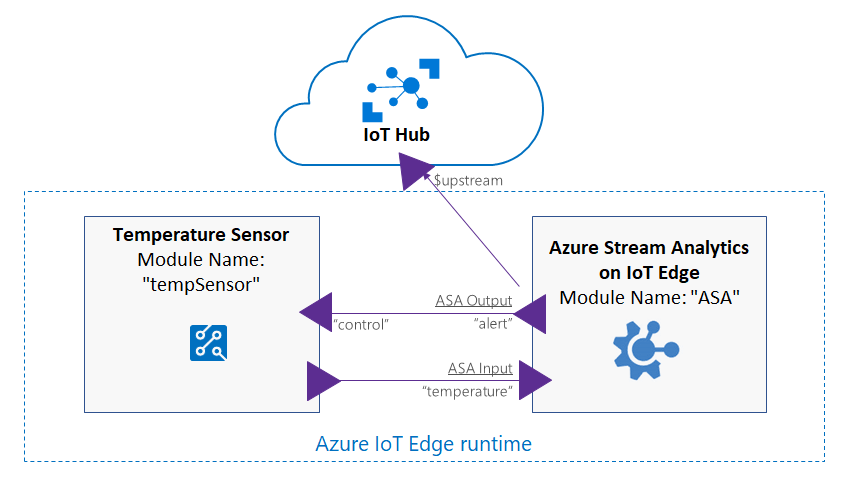 IoT Hub
$upstream
Temperature Sensor
Module Name:
"tempSensor"
Azure Stream Analytics
on IoT Edge
Module Name: "ASA"
ASA Output
“control”
“alert”
ASA Input
“temperature”
Azure IoT Edge runtime